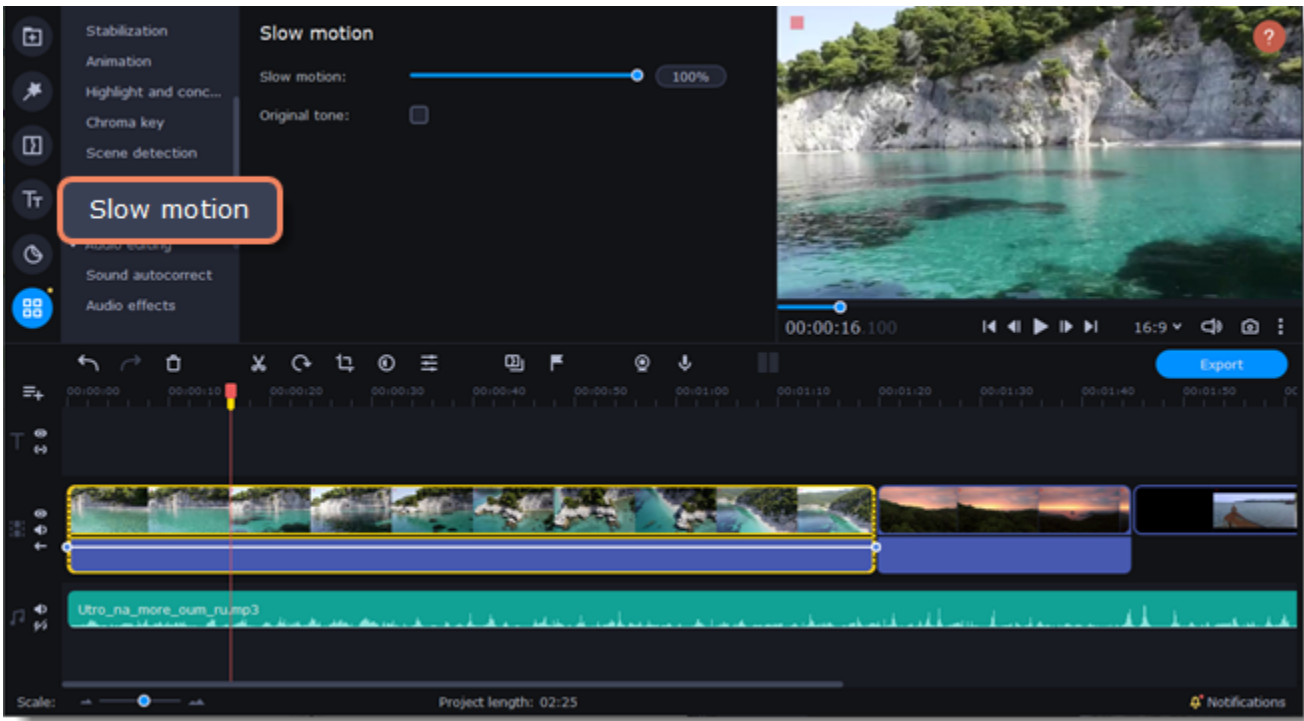 Stabilization
Animation
Highlight and conc...
Chroma key
Scene detection
Slow motion
Audio editing
Sound autocorrect
Audio effects
Slow motion
Slow motion:
100%
Original tone:
?
00:00:16.100
16:9
Export
00:00:00 00:00:10 00:00:20 00:00:30 00:00:40 00:00:50 00:01:00 00:01:10 00:01:20 00:01:30 00:01:40 00:01:50
Utro_na_more_oum_ru.mp3
Scale:
Project length: 02:25
Notifications